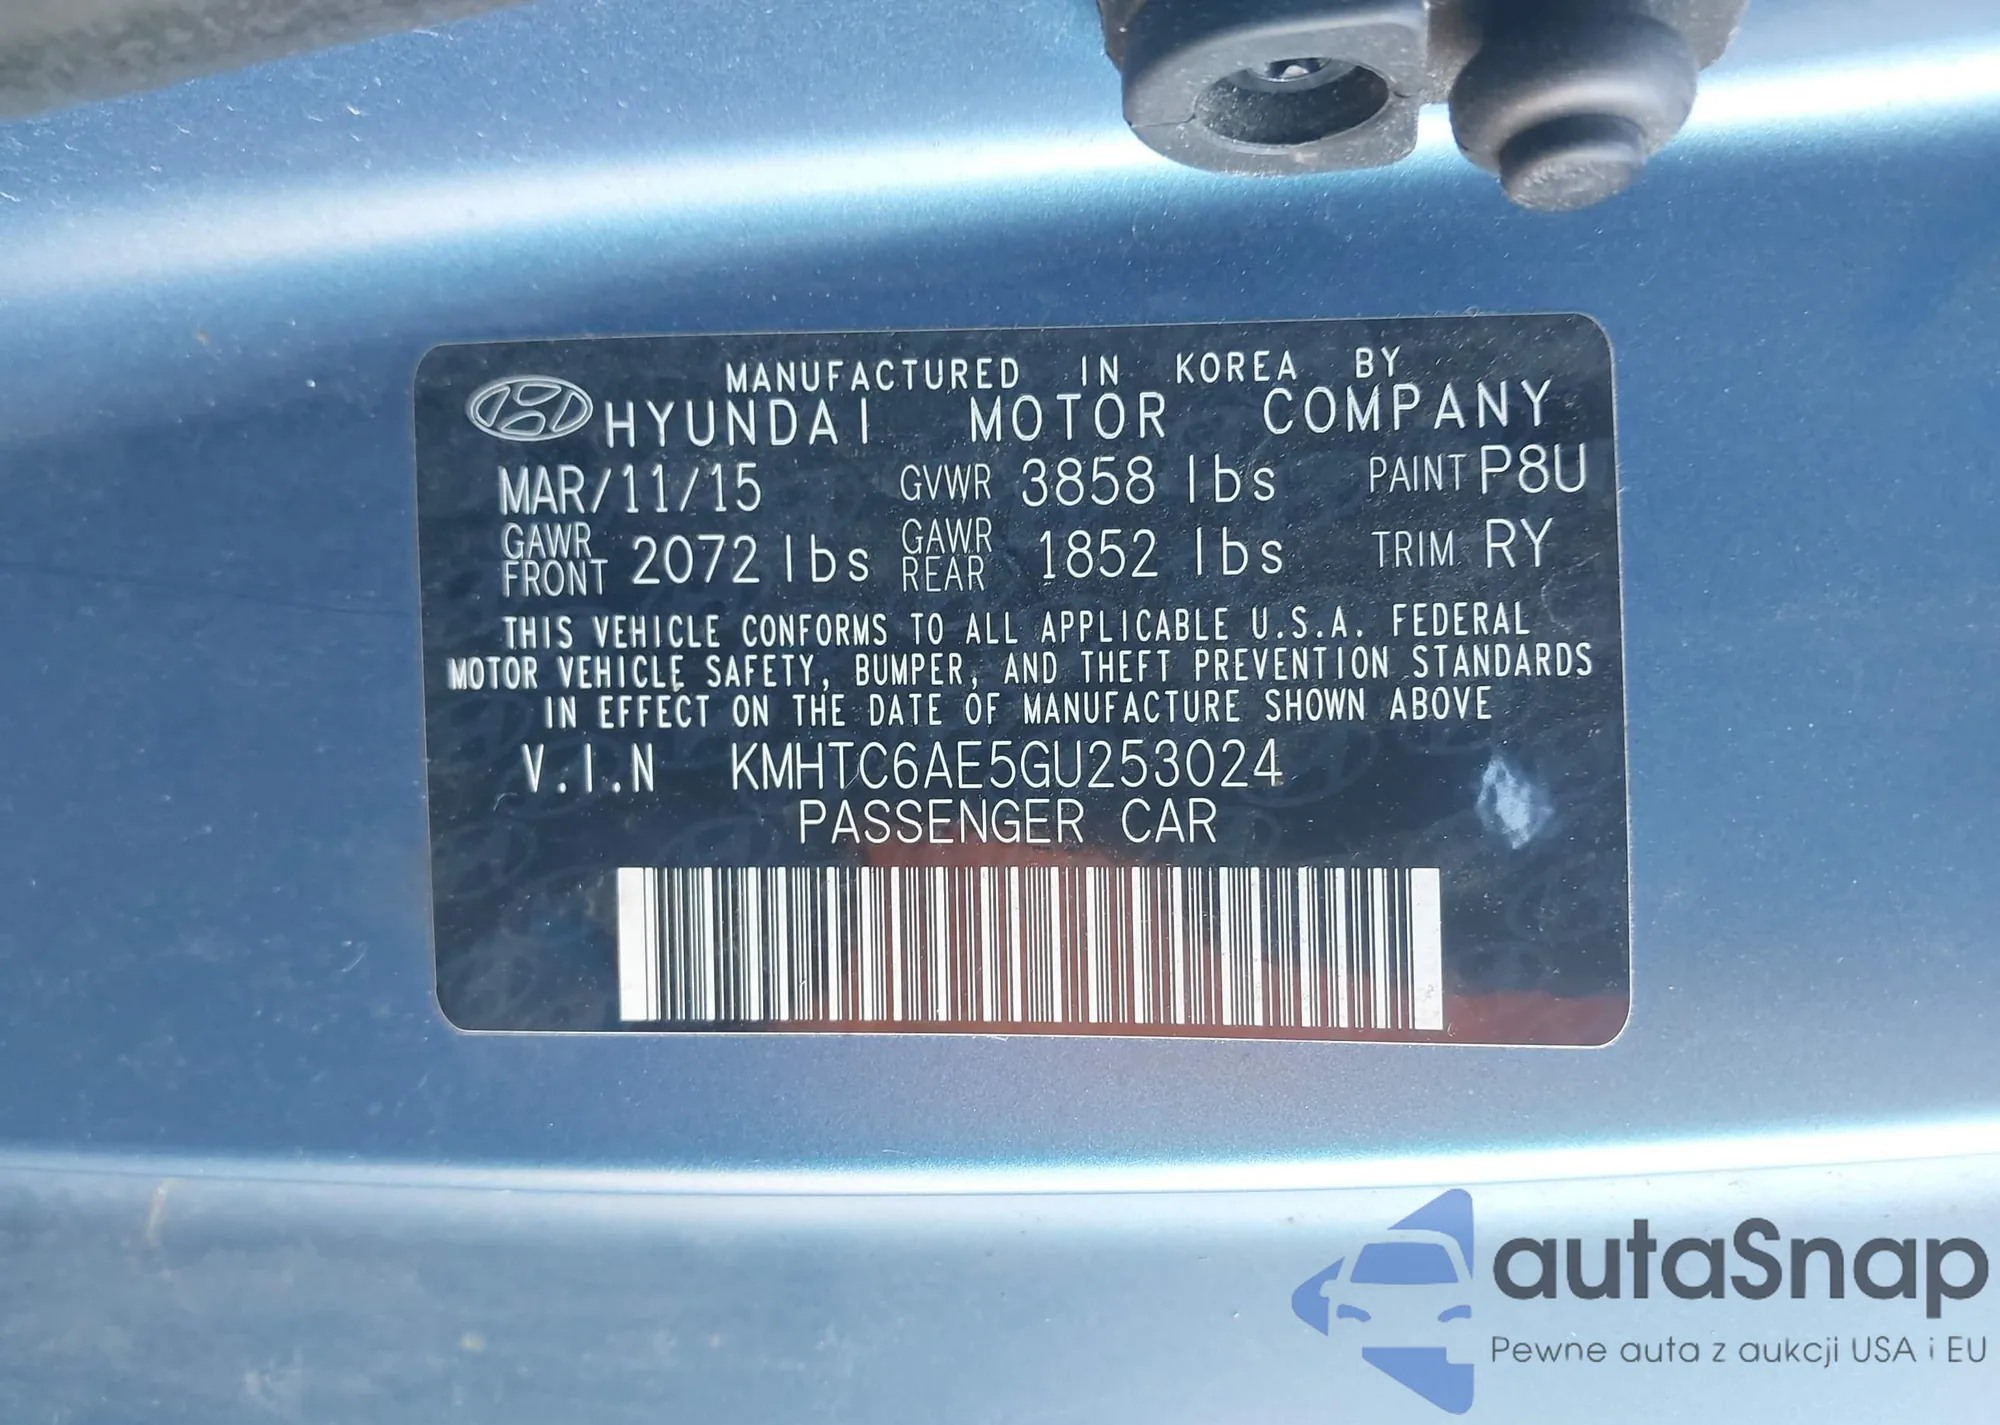 MANUFACTURED IN KOREA BY
HYUNDAI MOTOR COMPANY
MAR/11/15 GVWR 3858 lbs PAINT P8U
GAWR FRONT 2072 lbs GAWR REAR 1852 lbs TRIM RY
THIS VEHICLE CONFORMS TO ALL APPLICABLE U.S.A. FEDERAL
MOTOR VEHICLE SAFETY, BUMPER, AND THEFT PREVENTION STANDARDS
IN EFFECT ON THE DATE OF MANUFACTURE SHOWN ABOVE
V.I.N KMHTC6AE5GU253024
PASSENGER CAR
autaSnap
Pewne auta z aukcji USA i EU